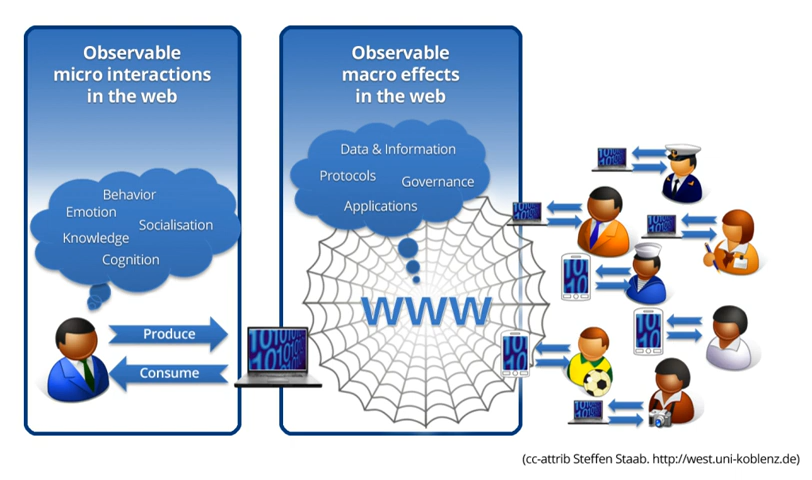 Observable
micro interactions
in the web
Behavior
Emotion
Socialisation
Knowledge
Cognition
Produce
Consume
Observable
macro effects
in the web
Data & Information
Protocols
Governance
Applications
www
(cc-attrib Steffen Staab. http://west.uni-koblenz.de)